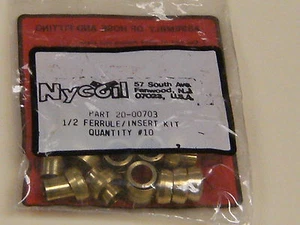 Nycoil
57 South Ave.
Fanwood, N.J.
07023, U.S.A.
PART 20-00703
1/2 FERRULE/INSERT KIT
QUANTITY #10